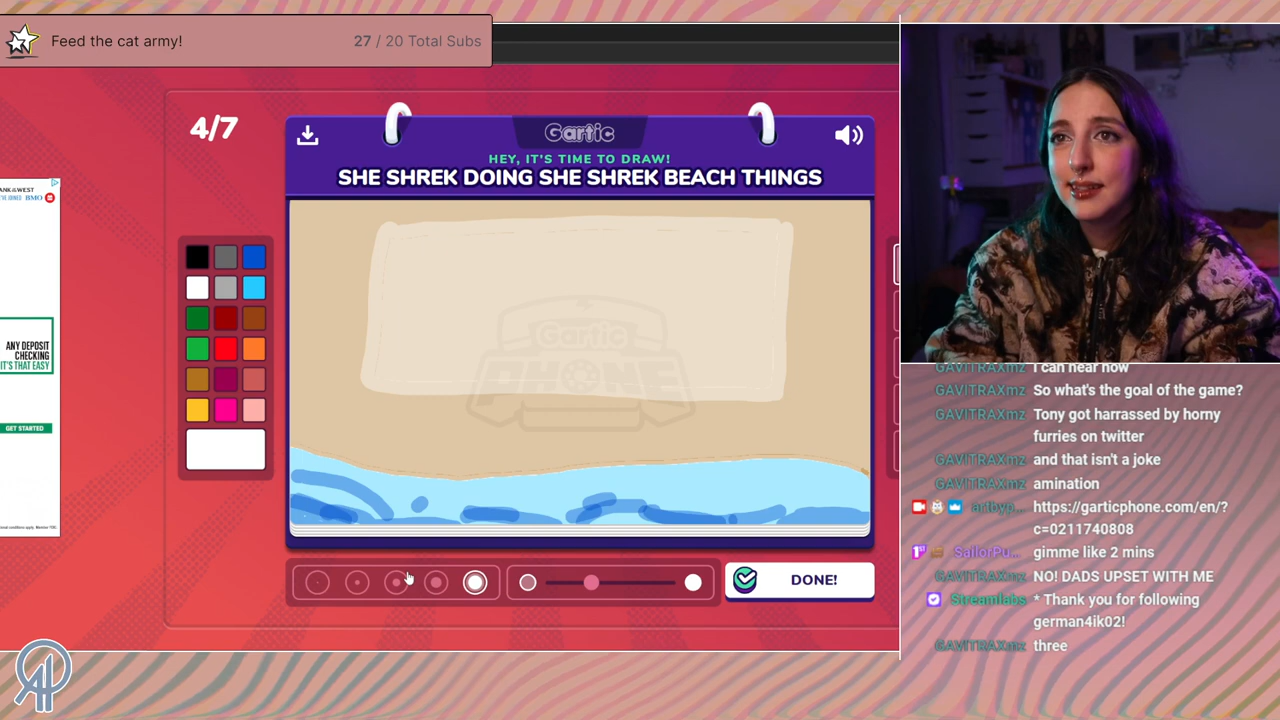 Feed the cat army!
27 / 20 Total Subs
4/7
Gartic
HEY, IT'S TIME TO DRAW!
SHE SHREK DOING SHE SHREK BEACH THINGS
ANY DEPOSIT
CHECKING
IT'S THAT EASY
GET STARTED
Gartic
PHONE
DONE!
GAVITRAXmz I can hear now
GAVITRAXmz So what's the goal of the game?
GAVITRAXmz Tony got harrassed by horny
furries on twitter
GAVITRAXmz and that isn't a joke
GAVITRAXmz amination
artbyp... https://garticphone.com/en/?
c=0211740808
SailorPu... gimme like 2 mins
GAVITRAXmz NO! DADS UPSET WITH ME
Streamlabs * Thank you for following
german4ik02!
GAVITRAXmz three